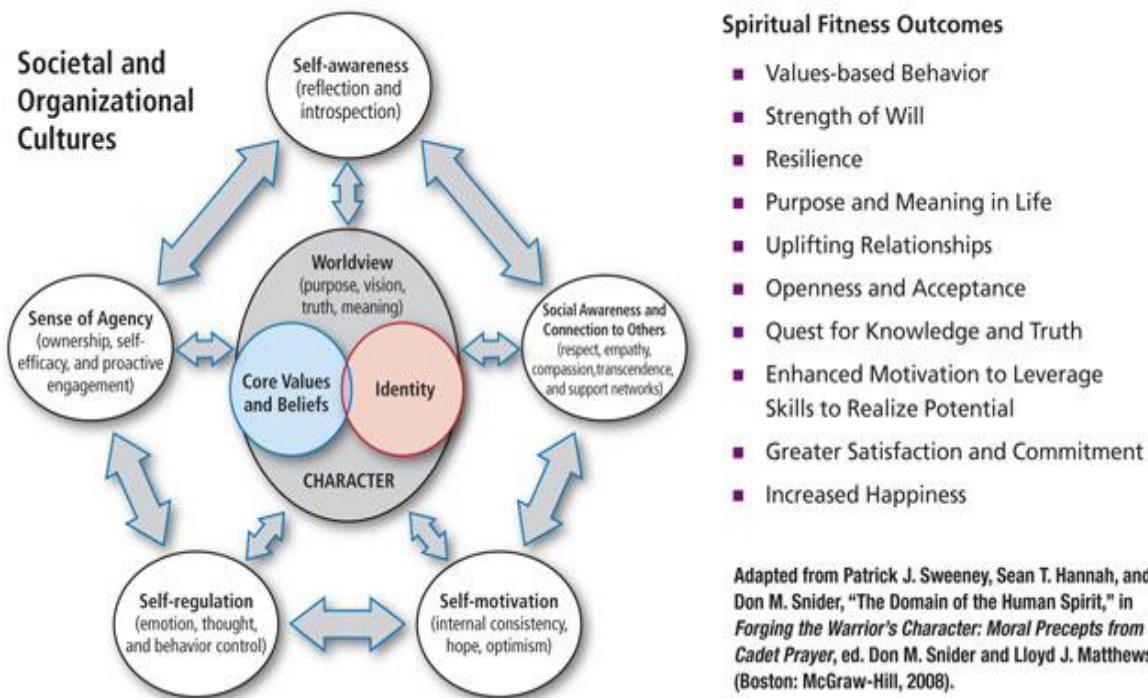 Societal and
Organizational
Cultures
Self-awareness
(reflection and
introspection)
Worldview
(purpose, vision,
truth, meaning)
Sense of Agency
(ownership, self-
efficacy, and proactive
engagement)
Core Values
and Beliefs
Identity
CHARACTER
Social Awareness and
Connection to Others
(respect, empathy,
compassion,transcendence,
and support networks)
Self-regulation
(emotion, thought,
and behavior control)
Self-motivation
(internal consistency,
hope, optimism)
Spiritual Fitness Outcomes
■ Values-based Behavior
■ Strength of Will
■ Resilience
■ Purpose and Meaning in Life
■ Uplifting Relationships
■ Openness and Acceptance
■ Quest for Knowledge and Truth
■ Enhanced Motivation to Leverage
Skills to Realize Potential
■ Greater Satisfaction and Commitment
■ Increased Happiness
Adapted from Patrick J. Sweeney, Sean T. Hannah, and
Don M. Snider, “The Domain of the Human Spirit,” in
Forging the Warrior’s Character: Moral Precepts from
Cadet Prayer, ed. Don M. Snider and Lloyd J. Matthews
(Boston: McGraw-Hill, 2008).